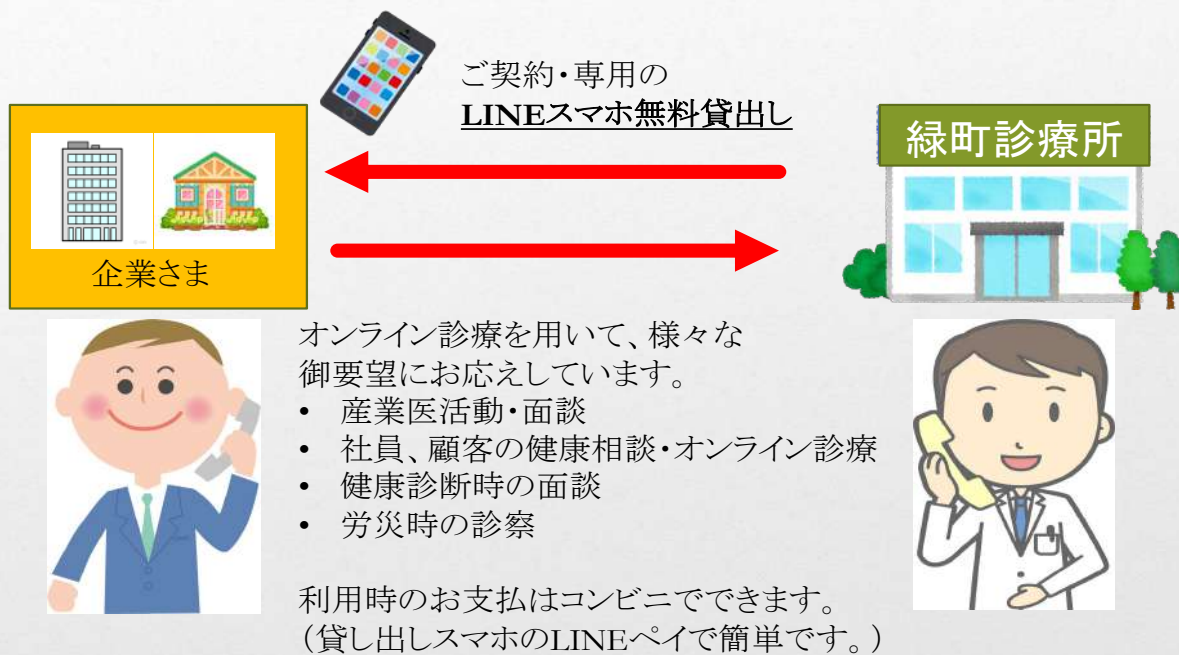 ご契約・専用の
LINEスマホ無料貸出し
緑町診療所
企業さま
オンライン診療を用いて、様々な
御要望にお応えしています。
• 産業医活動・面談
• 社員、顧客の健康相談・オンライン診療
• 健康診断時の面談
• 労災時の診察
利用時のお支払はコンビニでできます。
（貸し出しスマホのLINEペイで簡単です。）